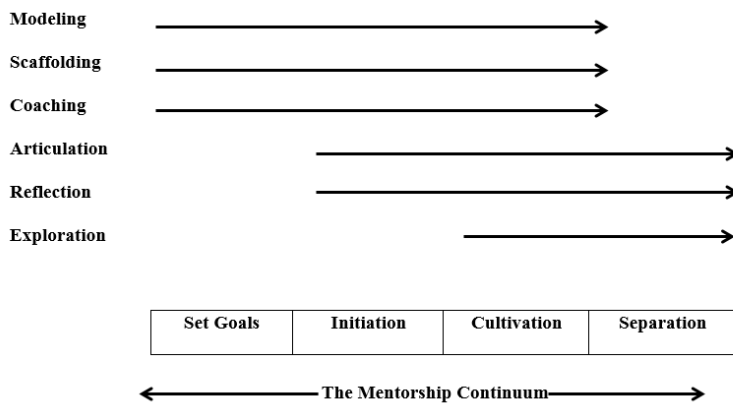 Modeling
Scaffolding
Coaching
Articulation
Reflection
Exploration
Set Goals Initiation Cultivation Separation
The Mentorship Continuum